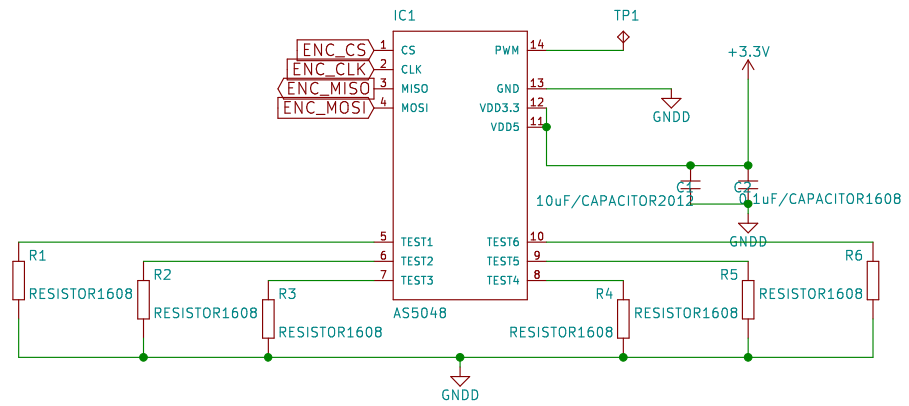 IC1
TP1
ENC_CS
1
CS
PWM
14
+3.3V
ENC_CLK
2
CLK
ENC_MISO
3
MISO
GND
13
ENC_MOSI
4
MOSI
VDD3.3
12
GNDD
VDD5
11
C1
C2
10uF/CAPACITOR2012
0.1uF/CAPACITOR1608
5
TEST1
TEST6
10
GNDD
R1
6
TEST2
TEST5
9
R6
R2
7
TEST3
TEST4
8
R5
RESISTOR1608
R3
R4
RESISTOR1608
RESISTOR1608
AS5048
RESISTOR1608
RESISTOR1608
RESISTOR1608
GNDD